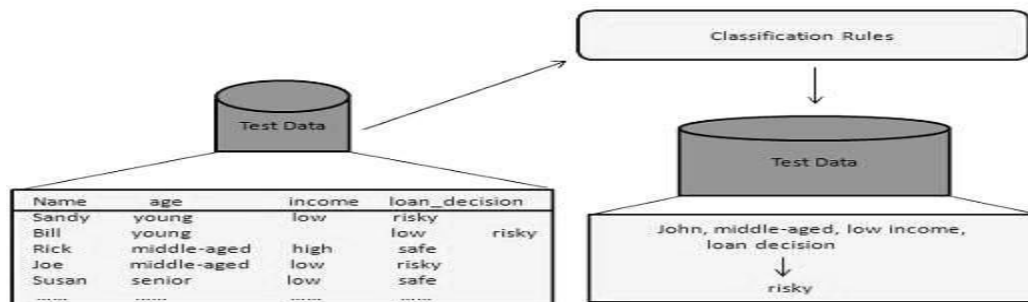 Classification Rules
Test Data
Name age income loan_decision
Sandy young low risky
Bill young low risky
Rick middle-aged high safe
Joe middle-aged low risky
Susan senior low safe
...... ...... ...... ......
Test Data
John, middle-aged, low income,
loan decision
risky